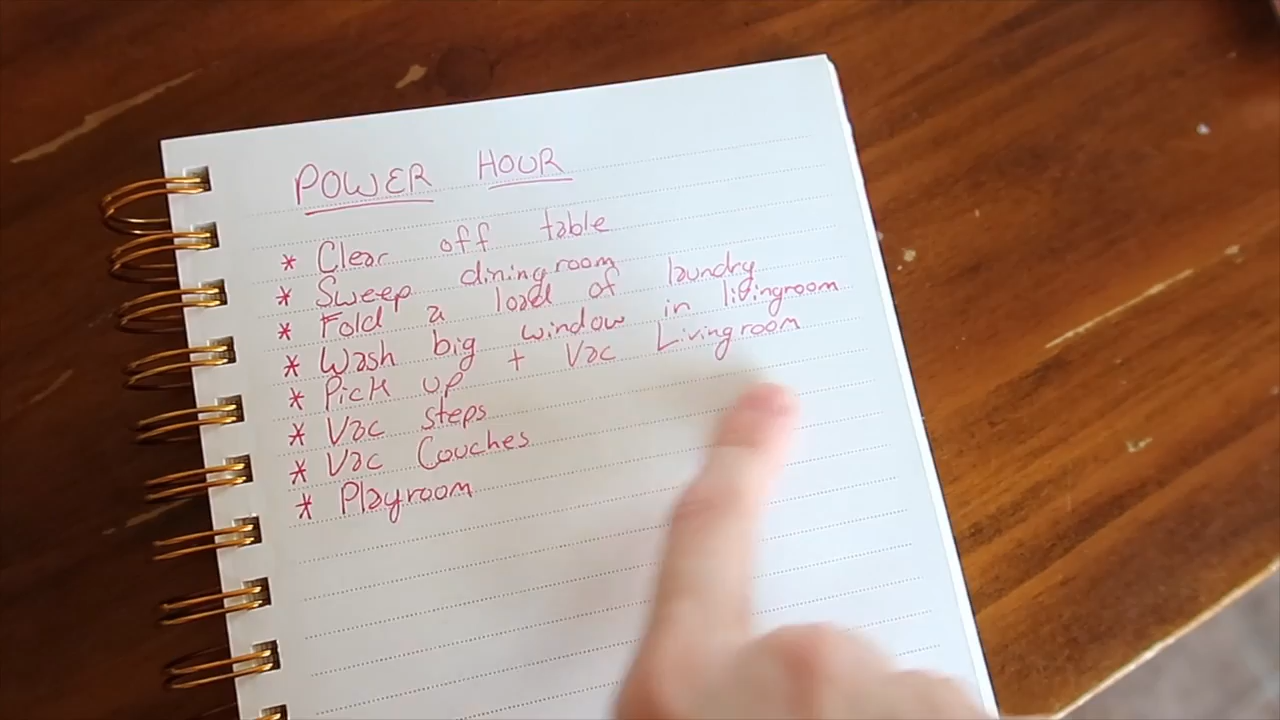 POWER HOUR
* Clear off table
* Sweep diningroom
* Fold a load of laundry
* Wash big window in livingroom
* Pick up + Vac Livingroom
* Vac steps
* Vac Couches
* Playroom